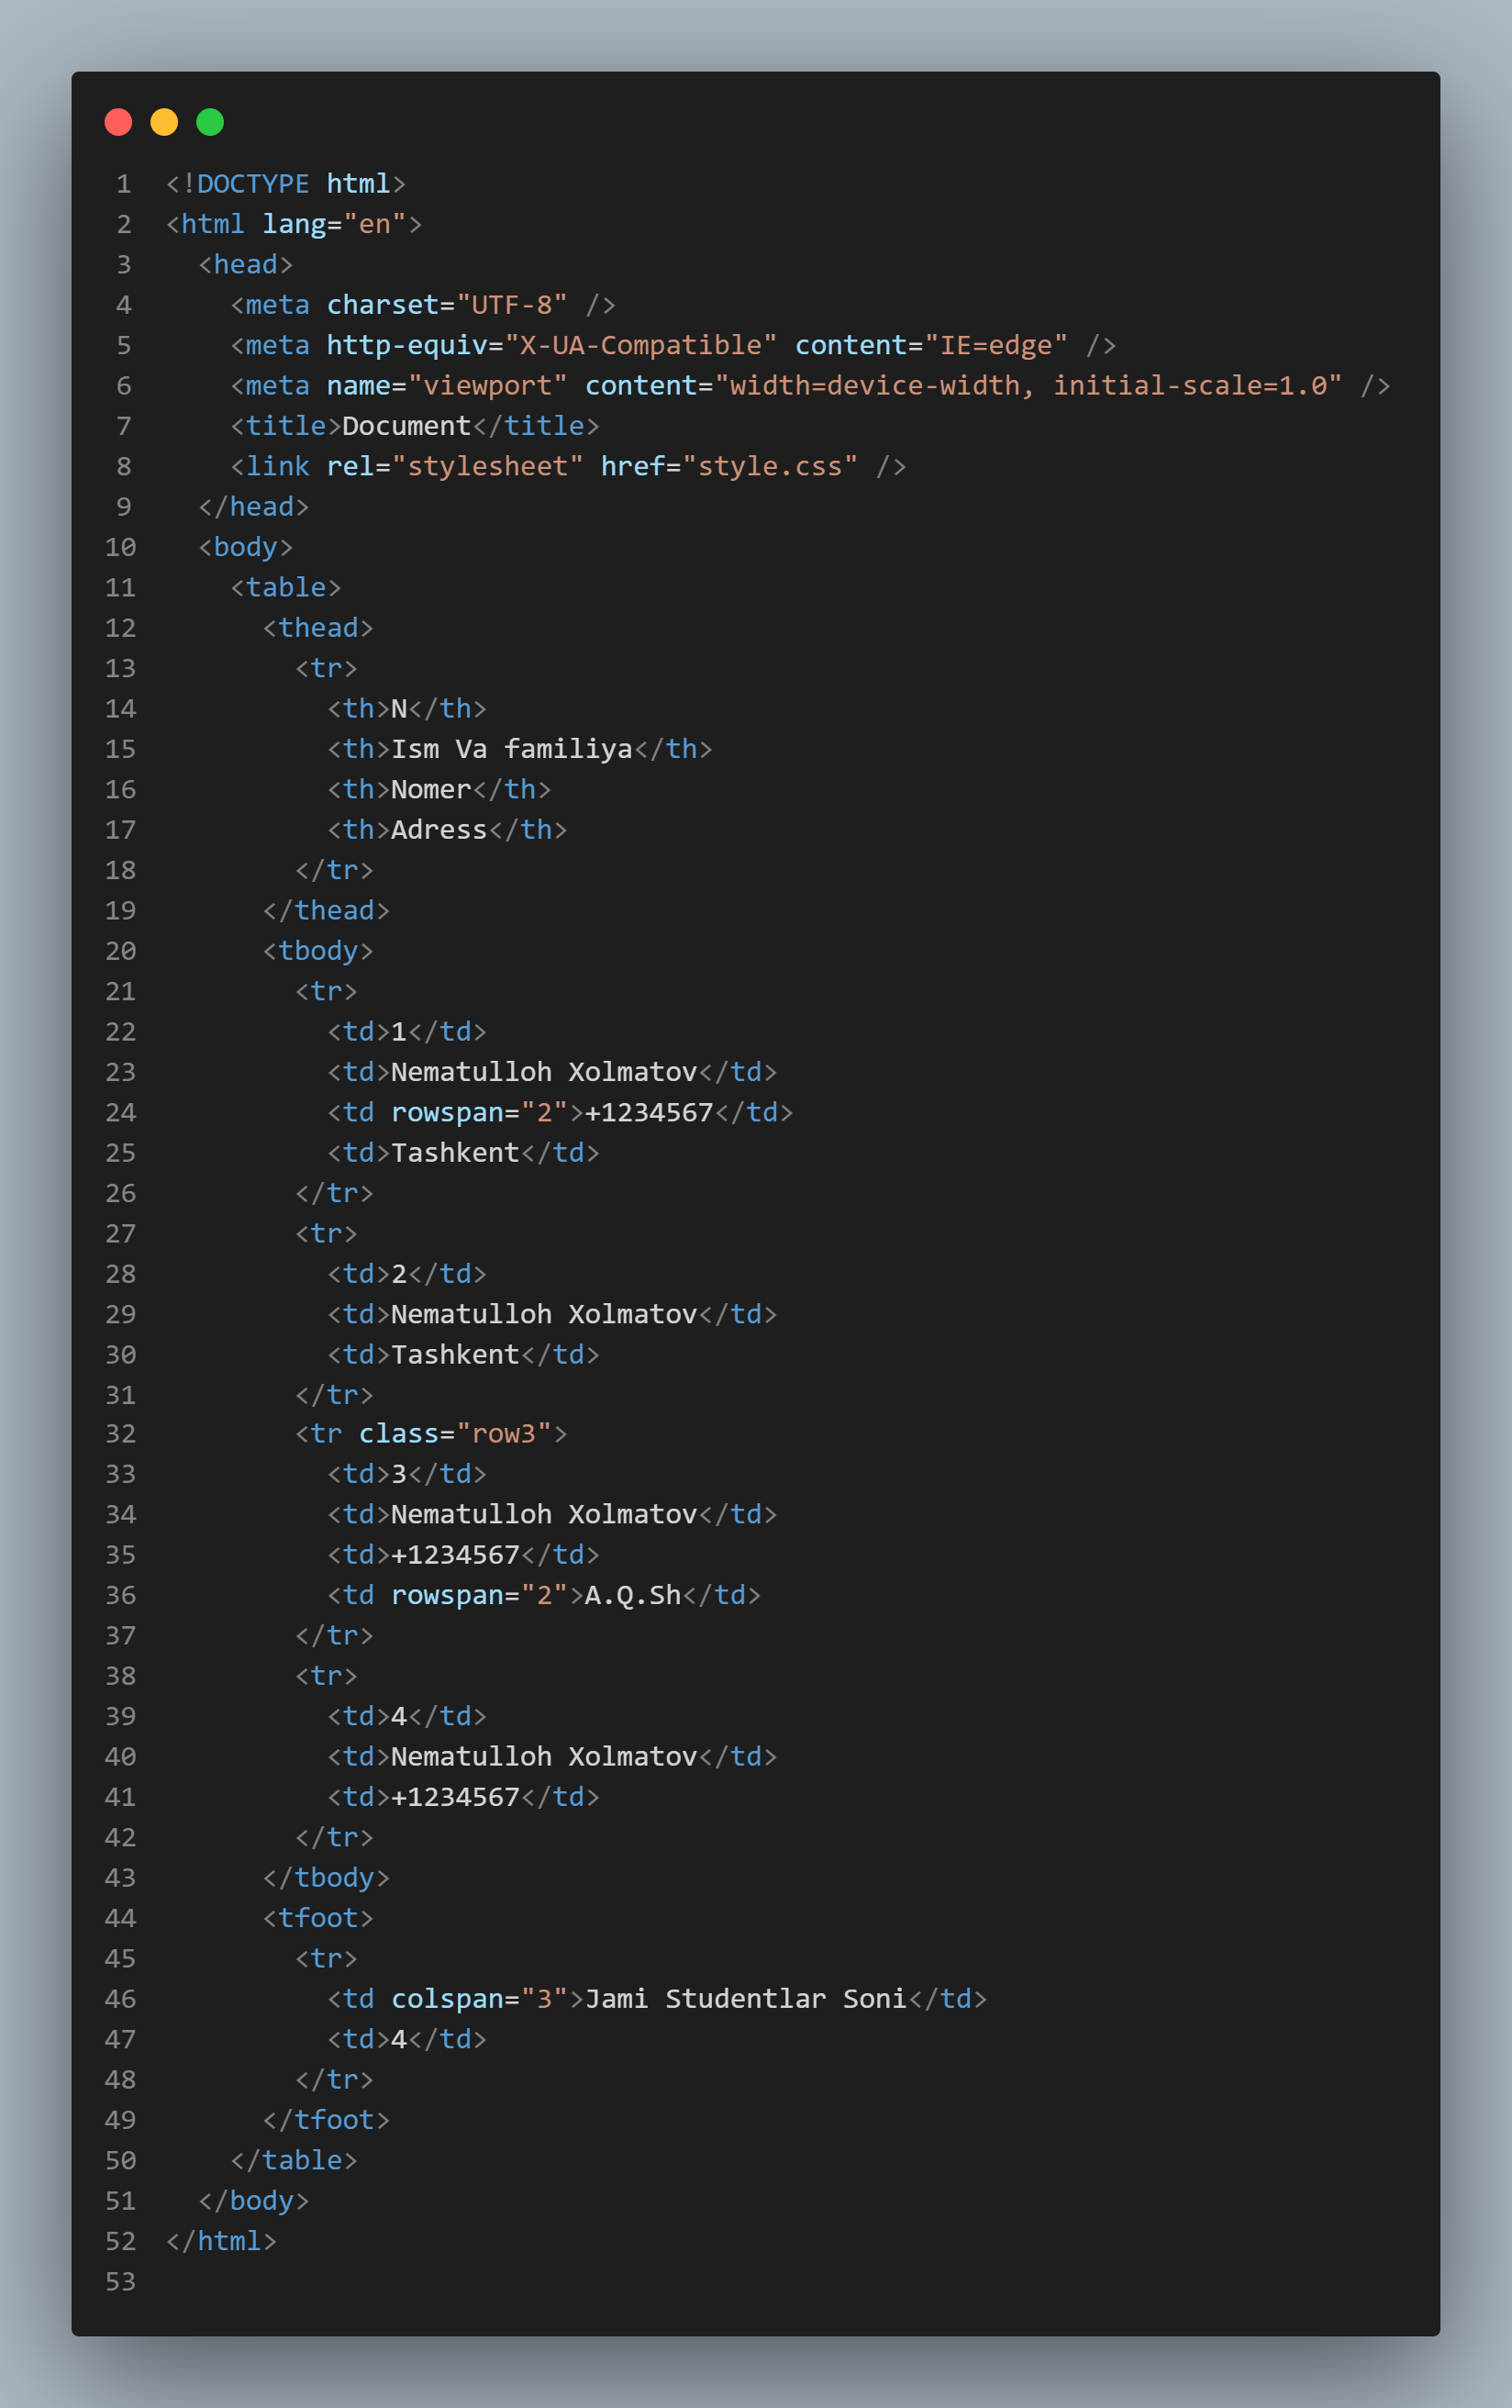 1 <!DOCTYPE html>
2 <html lang="en">
3   <head>
4     <meta charset="UTF-8" />
5     <meta http-equiv="X-UA-Compatible" content="IE=edge" />
6     <meta name="viewport" content="width=device-width, initial-scale=1.0" />
7     <title>Document</title>
8     <link rel="stylesheet" href="style.css" />
9   </head>
10   <body>
11     <table>
12       <thead>
13         <tr>
14           <th>N</th>
15           <th>Ism Va familiya</th>
16           <th>Nomer</th>
17           <th>Adress</th>
18         </tr>
19       </thead>
20       <tbody>
21         <tr>
22           <td>1</td>
23           <td>Nematulloh Xolmatov</td>
24           <td rowspan="2">+1234567</td>
25           <td>Tashkent</td>
26         </tr>
27         <tr>
28           <td>2</td>
29           <td>Nematulloh Xolmatov</td>
30           <td>Tashkent</td>
31         </tr>
32         <tr class="row3">
33           <td>3</td>
34           <td>Nematulloh Xolmatov</td>
35           <td>+1234567</td>
36           <td rowspan="2">A.Q.Sh</td>
37         </tr>
38         <tr>
39           <td>4</td>
40           <td>Nematulloh Xolmatov</td>
41           <td>+1234567</td>
42         </tr>
43       </tbody>
44       <tfoot>
45         <tr>
46           <td colspan="3">Jami Studentlar Soni</td>
47           <td>4</td>
48         </tr>
49       </tfoot>
50     </table>
51   </body>
52 </html>
53